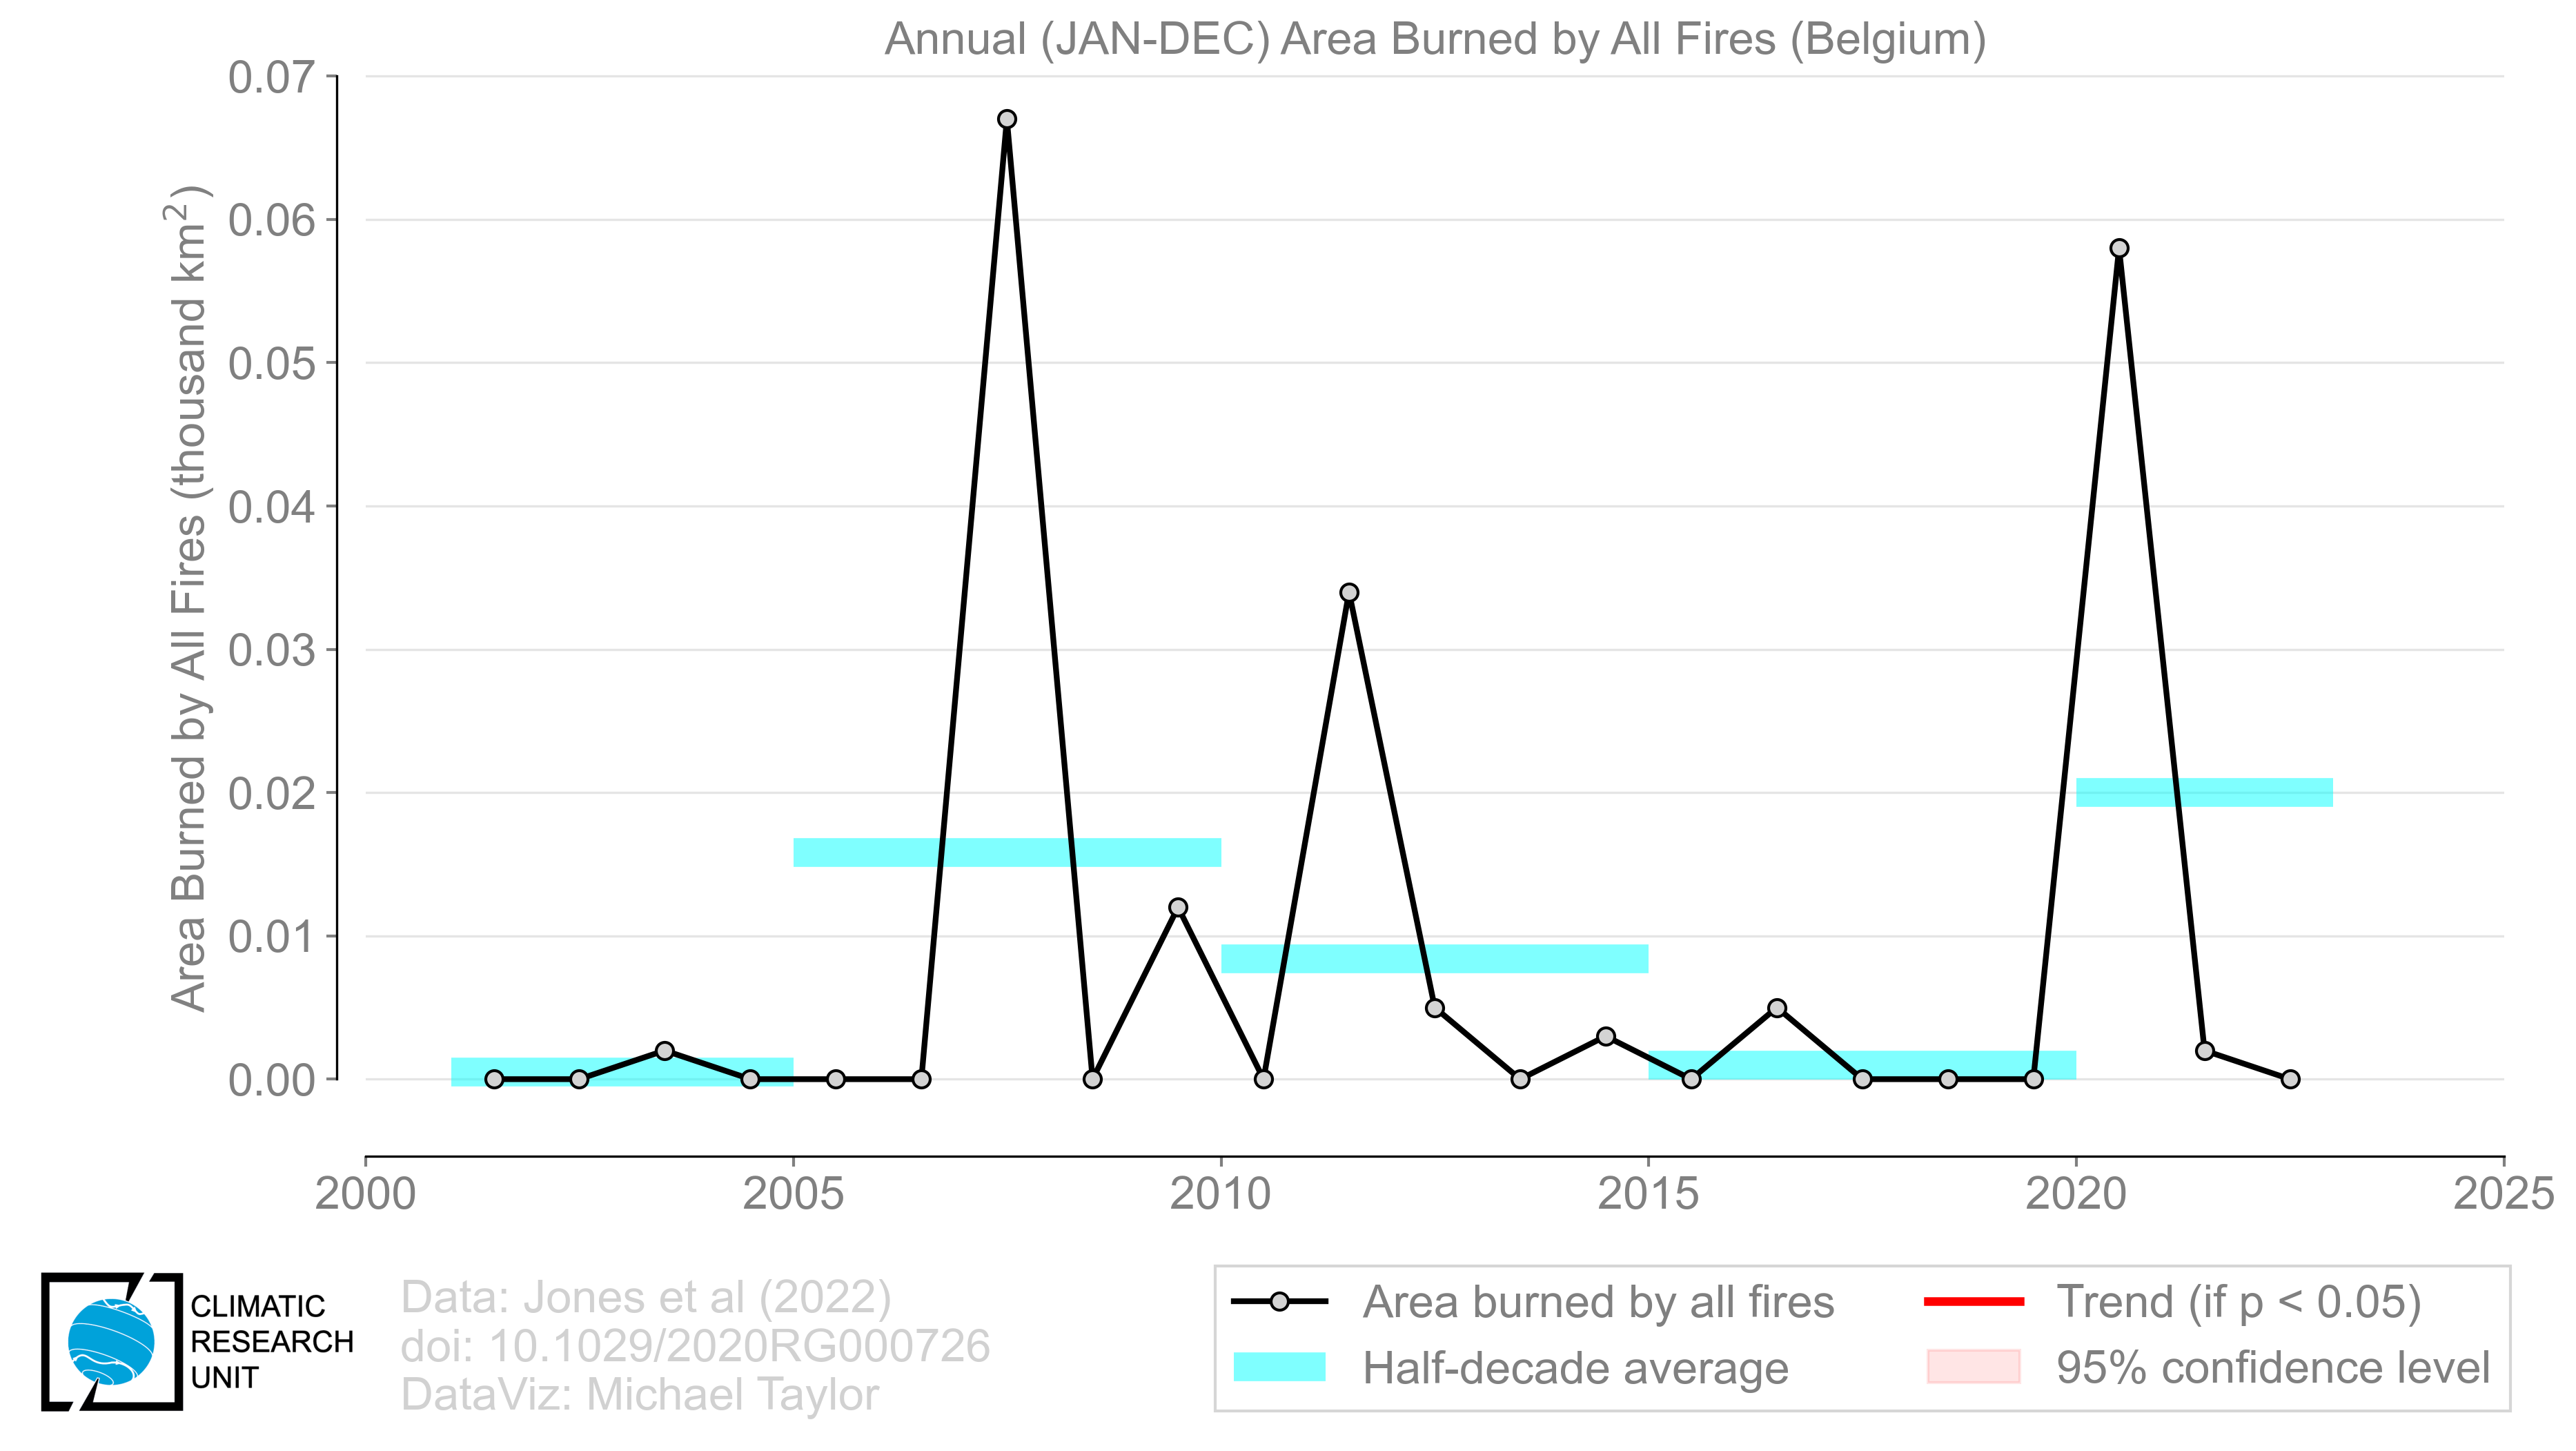 Annual (JAN-DEC) Area Burned by All Fires (Belgium)
Area Burned by All Fires (thousand km²)
0.07
0.06
0.05
0.04
0.03
0.02
0.01
0.00
2000 2005 2010 2015 2020 2025
CLIMATIC
RESEARCH
UNIT
Data: Jones et al (2022)
doi: 10.1029/2020RG000726
DataViz: Michael Taylor
Area burned by all fires
Half-decade average
Trend (if p < 0.05)
95% confidence level